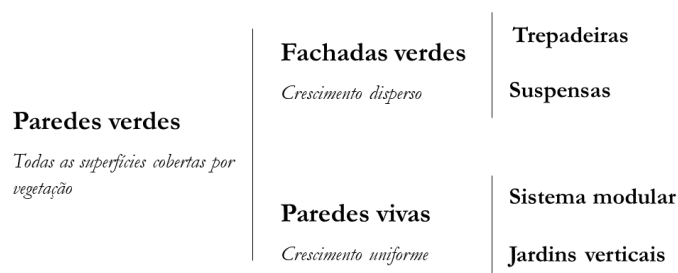 Paredes verdes
Todas as superfícies cobertas por
vegetação
Fachadas verdes
Crescimento disperso
Trepadeiras
Suspensas
Paredes vivas
Crescimento uniforme
Sistema modular
Jardins verticais